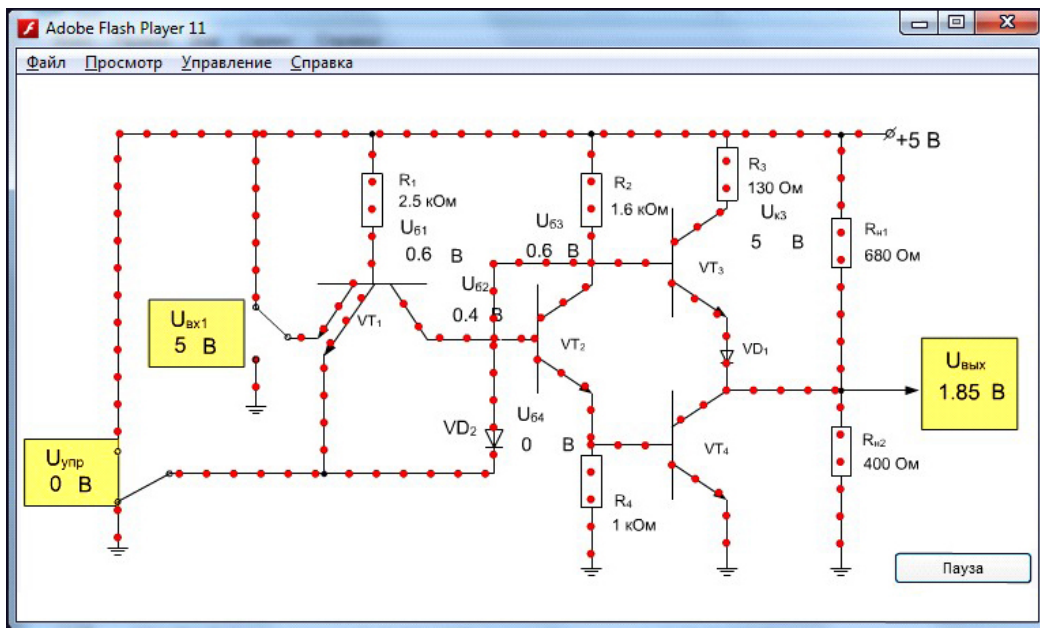 Adobe Flash Player 11
Файл Просмотр Управление Справка
+5 В
R1
2.5 кОм
Uб1
0.6 В
R2
1.6 кОм
Uб3
0.6 В
R3
130 Ом
Uк3
5 В
Rн1
680 Ом
Uб2
0.4 В
VT1
VT2
VT3
VD1
Uвх1
5 В
Uвых
1.85 В
VD2
Uб4
0 В
VT4
Rн2
400 Ом
Uупр
0 В
R4
1 кОм
Пауза